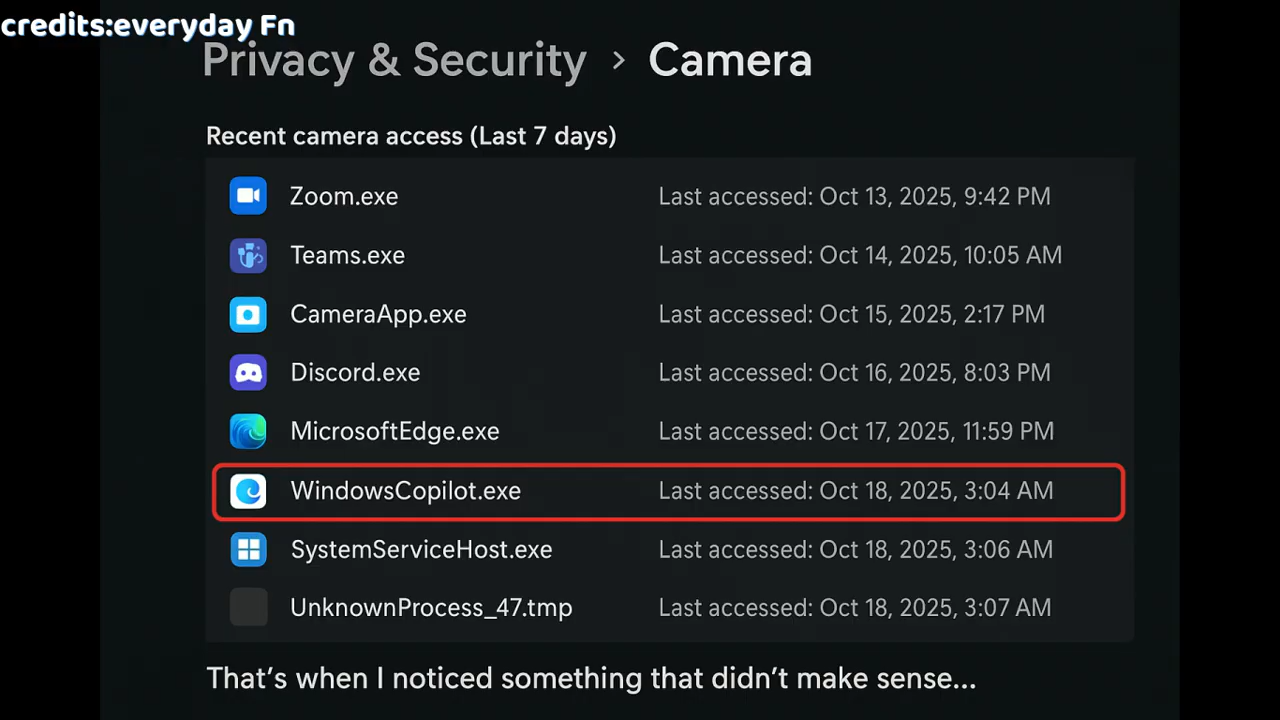 credits:everyday Fn
Privacy & Security > Camera
Recent camera access (Last 7 days)
Zoom.exe Last accessed: Oct 13, 2025, 9:42 PM
Teams.exe Last accessed: Oct 14, 2025, 10:05 AM
CameraApp.exe Last accessed: Oct 15, 2025, 2:17 PM
Discord.exe Last accessed: Oct 16, 2025, 8:03 PM
MicrosoftEdge.exe Last accessed: Oct 17, 2025, 11:59 PM
WindowsCopilot.exe Last accessed: Oct 18, 2025, 3:04 AM
SystemServiceHost.exe Last accessed: Oct 18, 2025, 3:06 AM
UnknownProcess_47.tmp Last accessed: Oct 18, 2025, 3:07 AM
That’s when I noticed something that didn’t make sense...